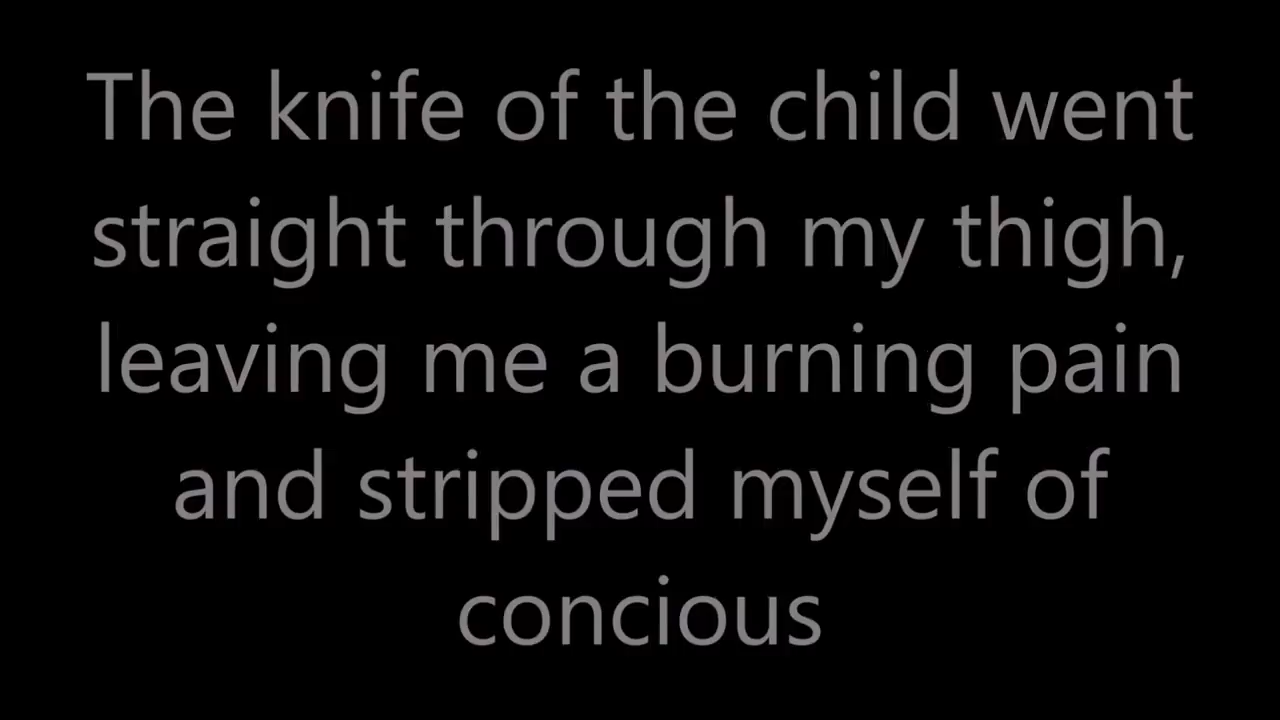 The knife of the child went
straight through my thigh,
leaving me a burning pain
and stripped myself of
concious